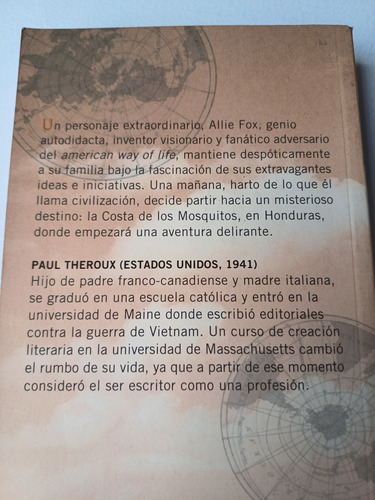 Un personaje extraordinario, Allie Fox, genio
autodidacta, inventor visionario y fanático adversario
del american way of life, mantiene despóticamente
a su familia bajo la fascinación de sus extravagantes
ideas e iniciativas. Una mañana, harto de lo que él
llama civilización, decide partir hacia un misterioso
destino: la Costa de los Mosquitos, en Honduras,
donde empezará una aventura delirante.
PAUL THEROUX (ESTADOS UNIDOS, 1941)
Hijo de padre franco-canadiense y madre italiana,
se graduó en una escuela católica y entró en la
universidad de Maine donde escribió editoriales
contra la guerra de Vietnam. Un curso de creación
literaria en la universidad de Massachusetts cambió
el rumbo de su vida, ya que a partir de ese momento
consideró el ser escritor como una profesión.